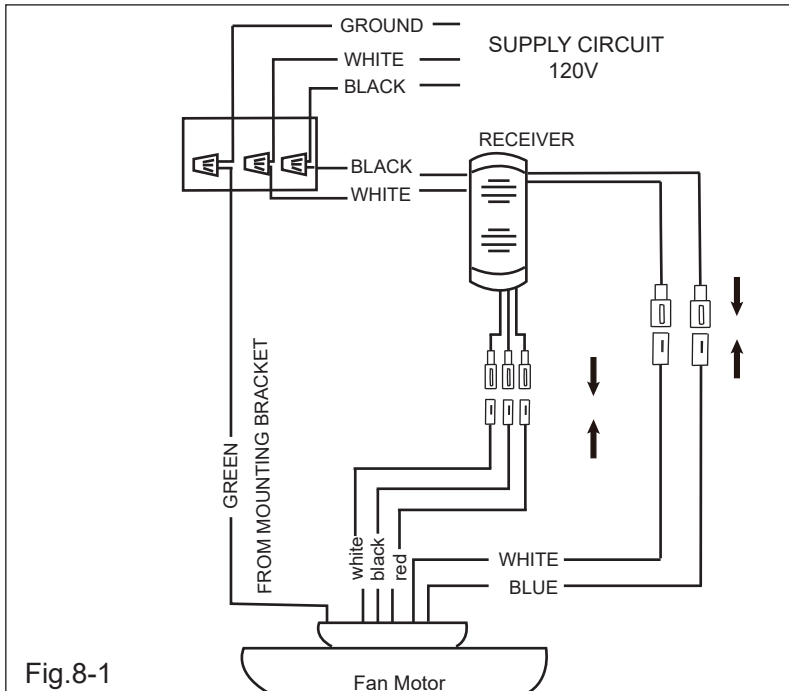 GROUND
WHITE
BLACK
SUPPLY CIRCUIT
120V
RECEIVER
BLACK
WHITE
GREEN
FROM MOUNTING BRACKET
white
black
red
WHITE
BLUE
Fan Motor
Fig.8-1